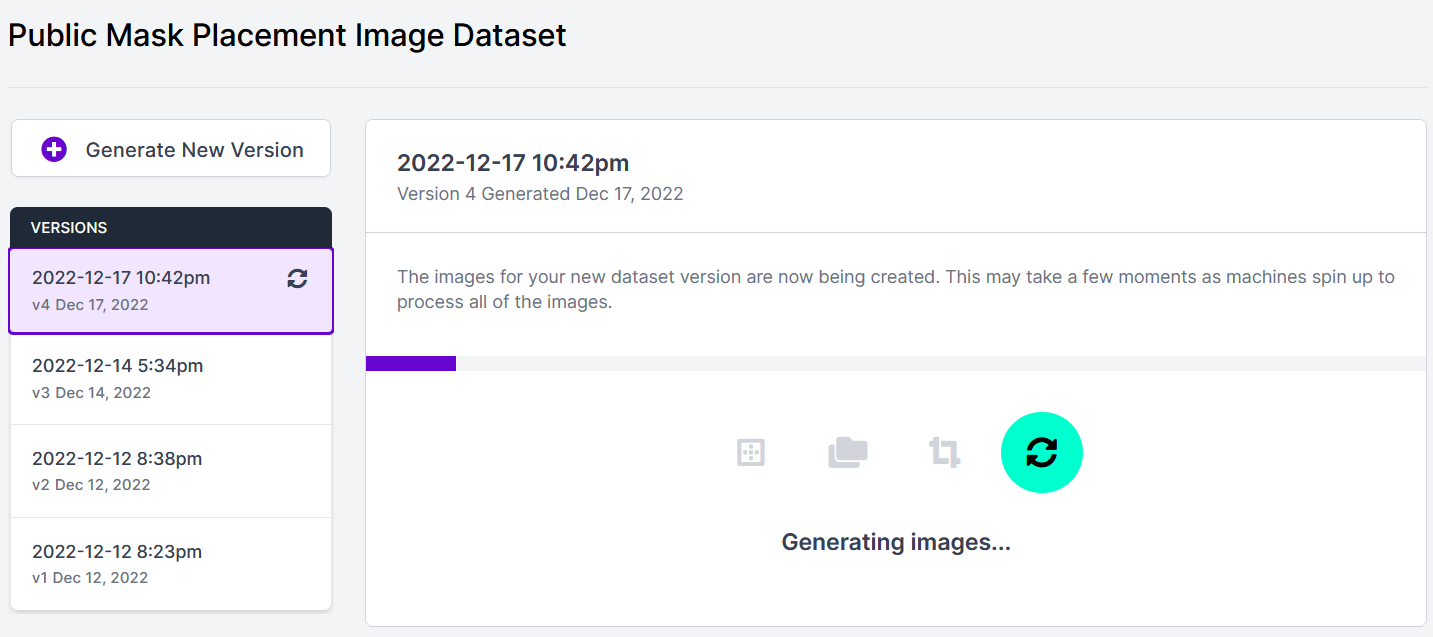 Public Mask Placement Image Dataset
Generate New Version
VERSIONS
2022-12-17 10:42pm
v4 Dec 17, 2022
2022-12-14 5:34pm
v3 Dec 14, 2022
2022-12-12 8:38pm
v2 Dec 12, 2022
2022-12-12 8:23pm
v1 Dec 12, 2022
2022-12-17 10:42pm
Version 4 Generated Dec 17, 2022
The images for your new dataset version are now being created. This may take a few moments as machines spin up to
process all of the images.
Generating images...